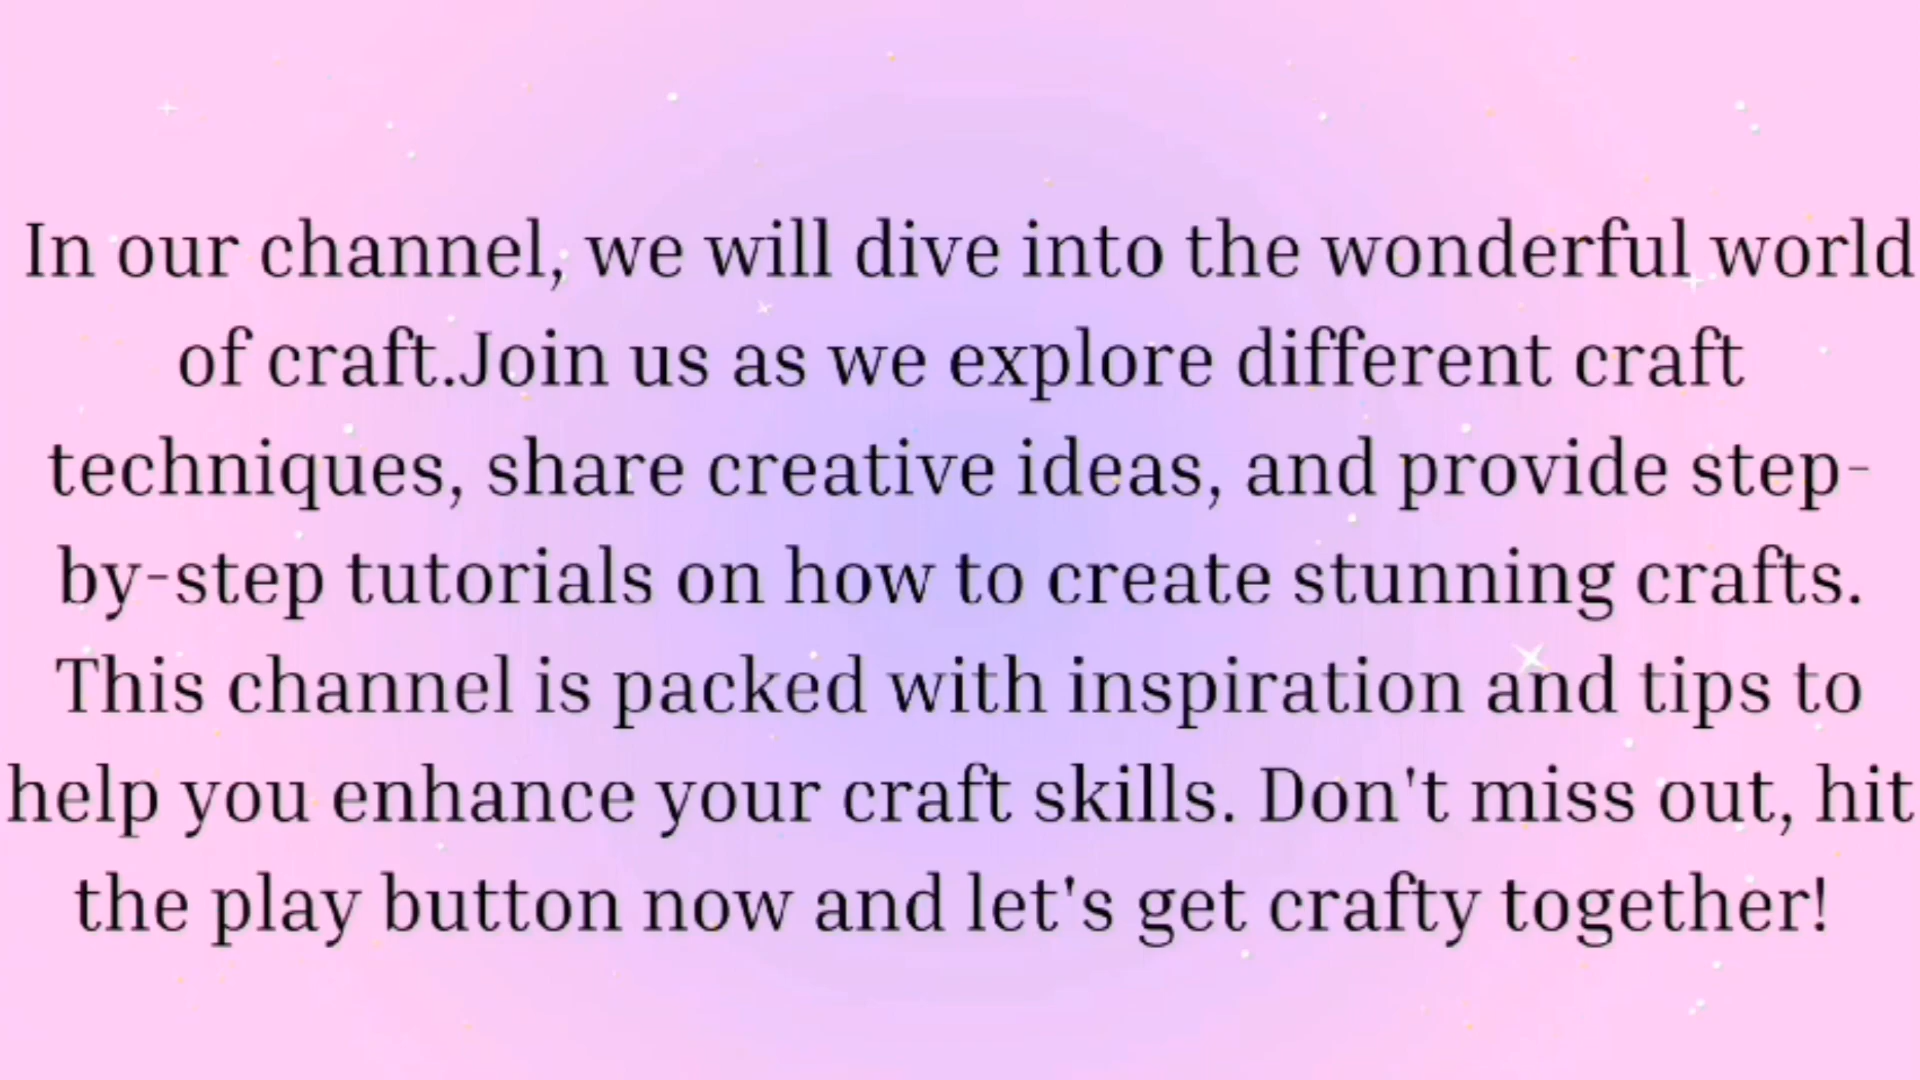 In our channel, we will dive into the wonderful world
of craft.Join us as we explore different craft
techniques, share creative ideas, and provide step-
by-step tutorials on how to create stunning crafts.
This channel is packed with inspiration and tips to
help you enhance your craft skills. Don't miss out, hit
the play button now and let's get crafty together!